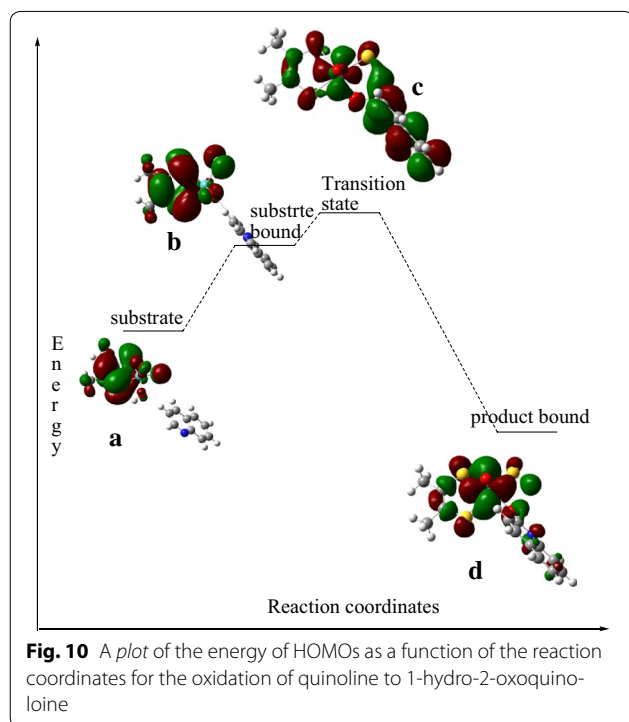 c
Transition
state
substrte
bound
b
substrate
Energy
a
product bound
d
Reaction coordinates
Fig. 10 A plot of the energy of HOMOs as a function of the reaction
coordinates for the oxidation of quinoline to 1-hydro-2-oxoquino-
loine